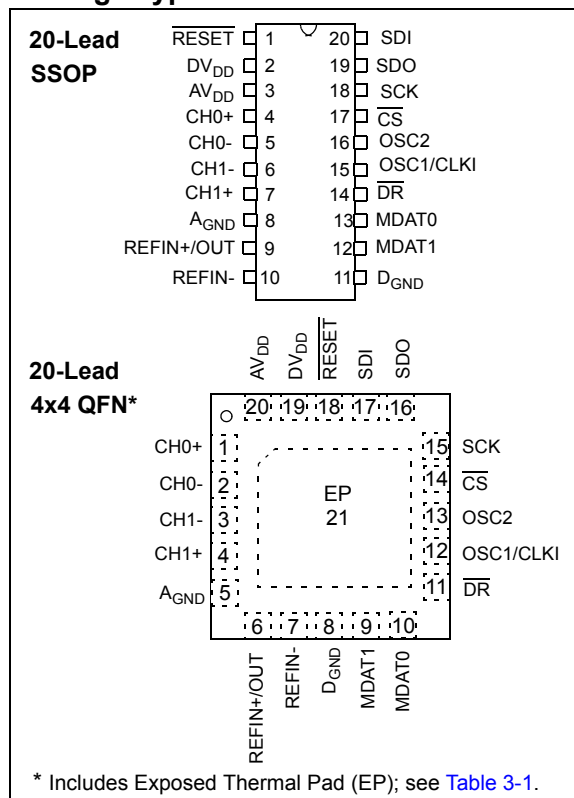 20-Lead
SSOP
RESET 1 20 SDI
DVDD 2 19 SDO
AVDD 3 18 SCK
CH0+ 4 17 CS
CH0- 5 16 OSC2
CH1- 6 15 OSC1/CLKI
CH1+ 7 14 DR
AGND 8 13 MDAT0
REFIN+/OUT 9 12 MDAT1
REFIN- 10 11 DGND
20-Lead
4x4 QFN*
AVDD DVDD RESET SDI SDO
20 19 18 17 16
CH0+ 1 15 SCK
CH0- 2 14 CS
EP
21
CH1- 3 13 OSC2
CH1+ 4 12 OSC1/CLKI
AGND 5 11 DR
6 7 8 9 10
REFIN+/OUT REFIN- DGND MDAT1 MDAT0
* Includes Exposed Thermal Pad (EP); see Table 3-1.